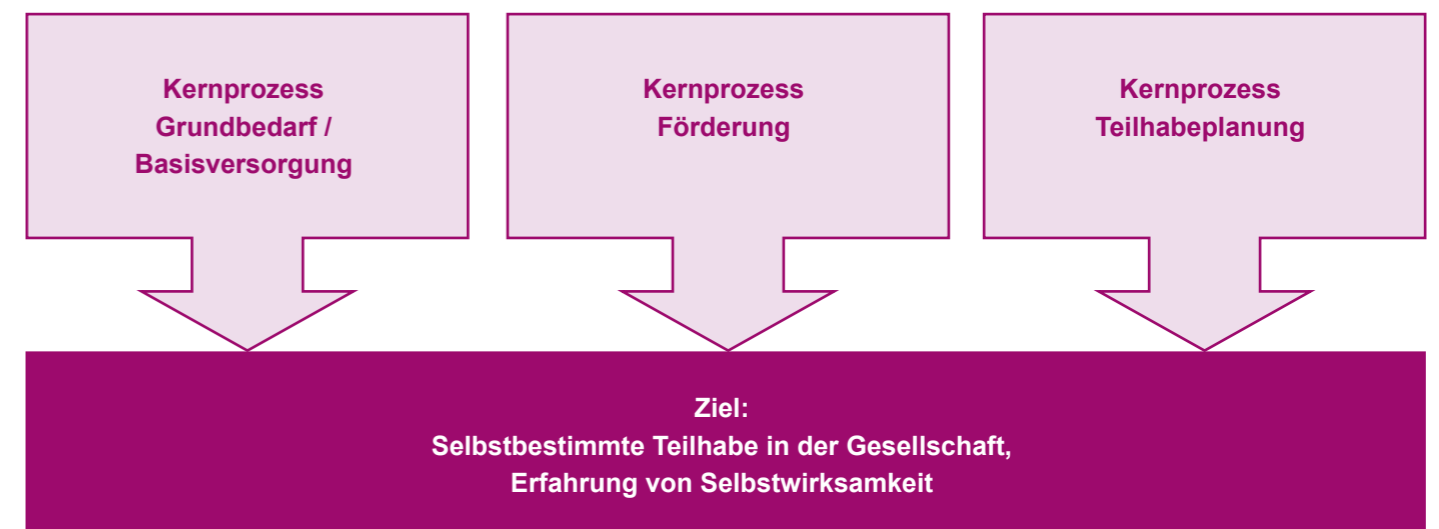 Kernprozess
Grundbedarf /
Basisversorgung
Kernprozess
Förderung
Kernprozess
Teilhabeplanung
Ziel:
Selbstbestimmte Teilhabe in der Gesellschaft,
Erfahrung von Selbstwirksamkeit